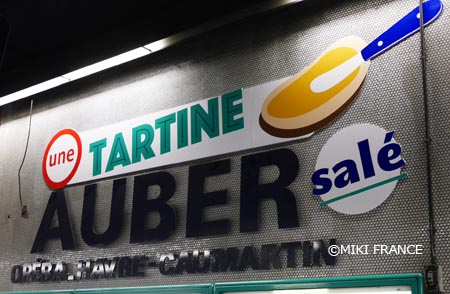 une
TARTINE
AUBER
salé
OPÉRA-HAVRE-CAUMARTIN
©MIKI FRANCE